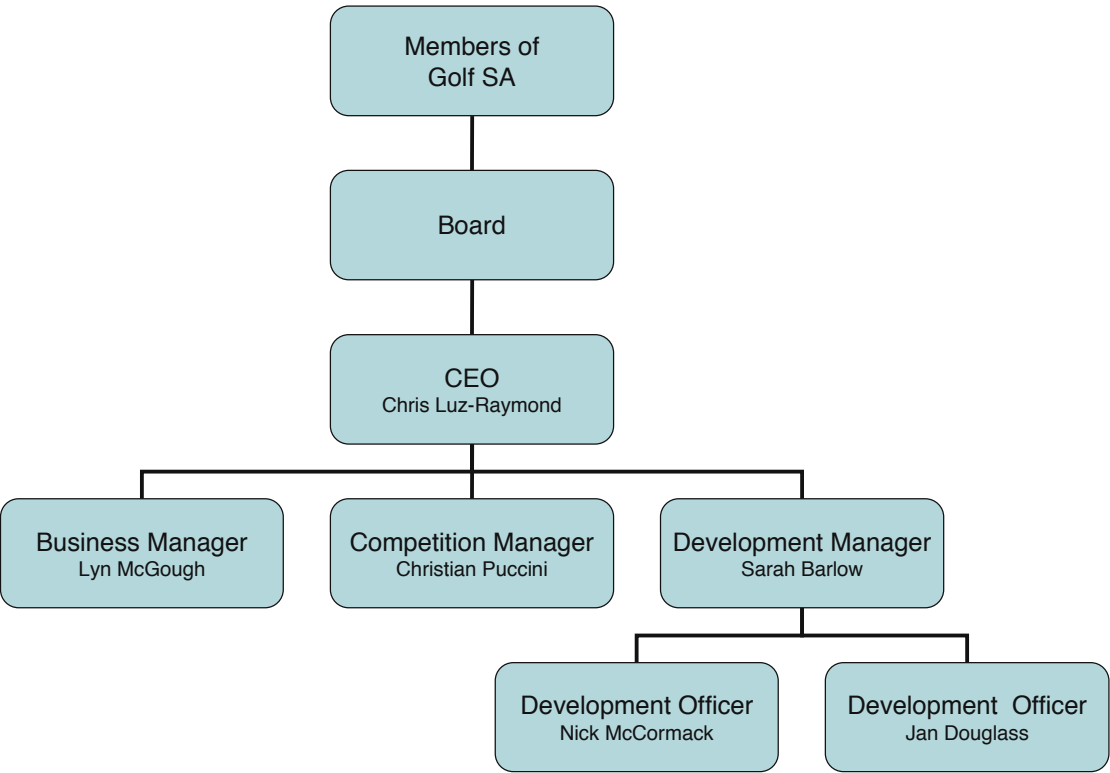 Members of
Golf SA
Board
CEO
Chris Luz-Raymond
Business Manager
Lyn McGough
Competition Manager
Christian Puccini
Development Manager
Sarah Barlow
Development Officer
Nick McCormack
Development Officer
Jan Douglass